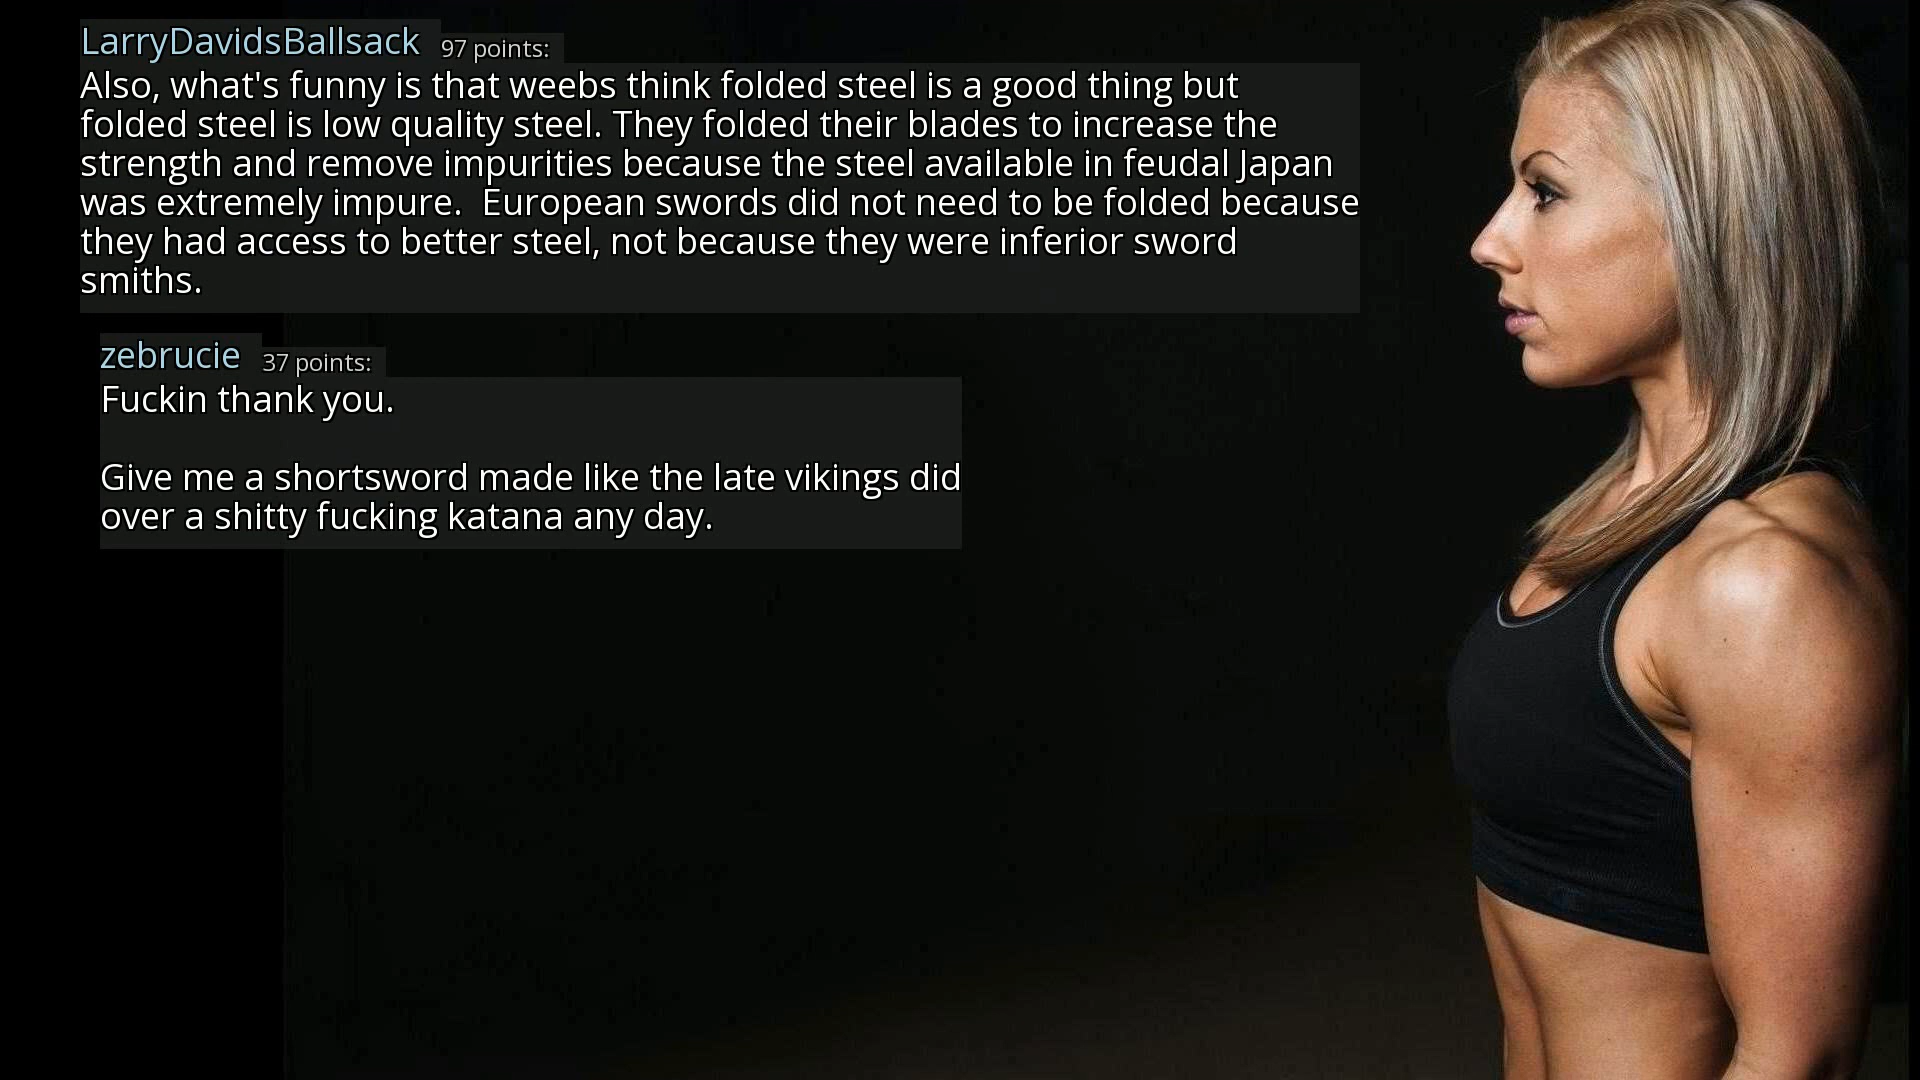 LarryDavidsBallsack 97 points:
Also, what's funny is that weebs think folded steel is a good thing but
folded steel is low quality steel. They folded their blades to increase the
strength and remove impurities because the steel available in feudal Japan
was extremely impure.  European swords did not need to be folded because
they had access to better steel, not because they were inferior sword
smiths.
zebrucie 37 points:
Fuckin thank you.
Give me a shortsword made like the late vikings did
over a shitty fucking katana any day.